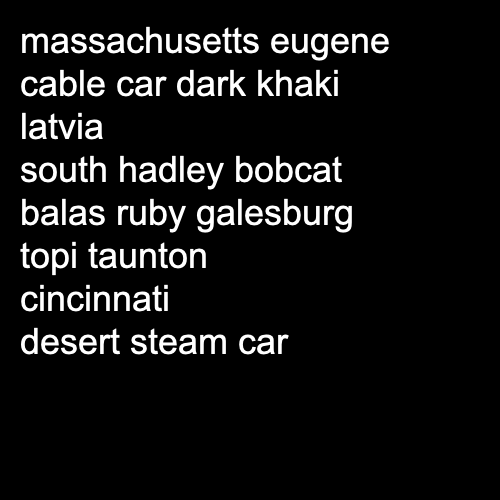 massachusetts eugene
cable car dark khaki
latvia
south hadley bobcat
balas ruby galesburg
topi taunton
cincinnati
desert steam car